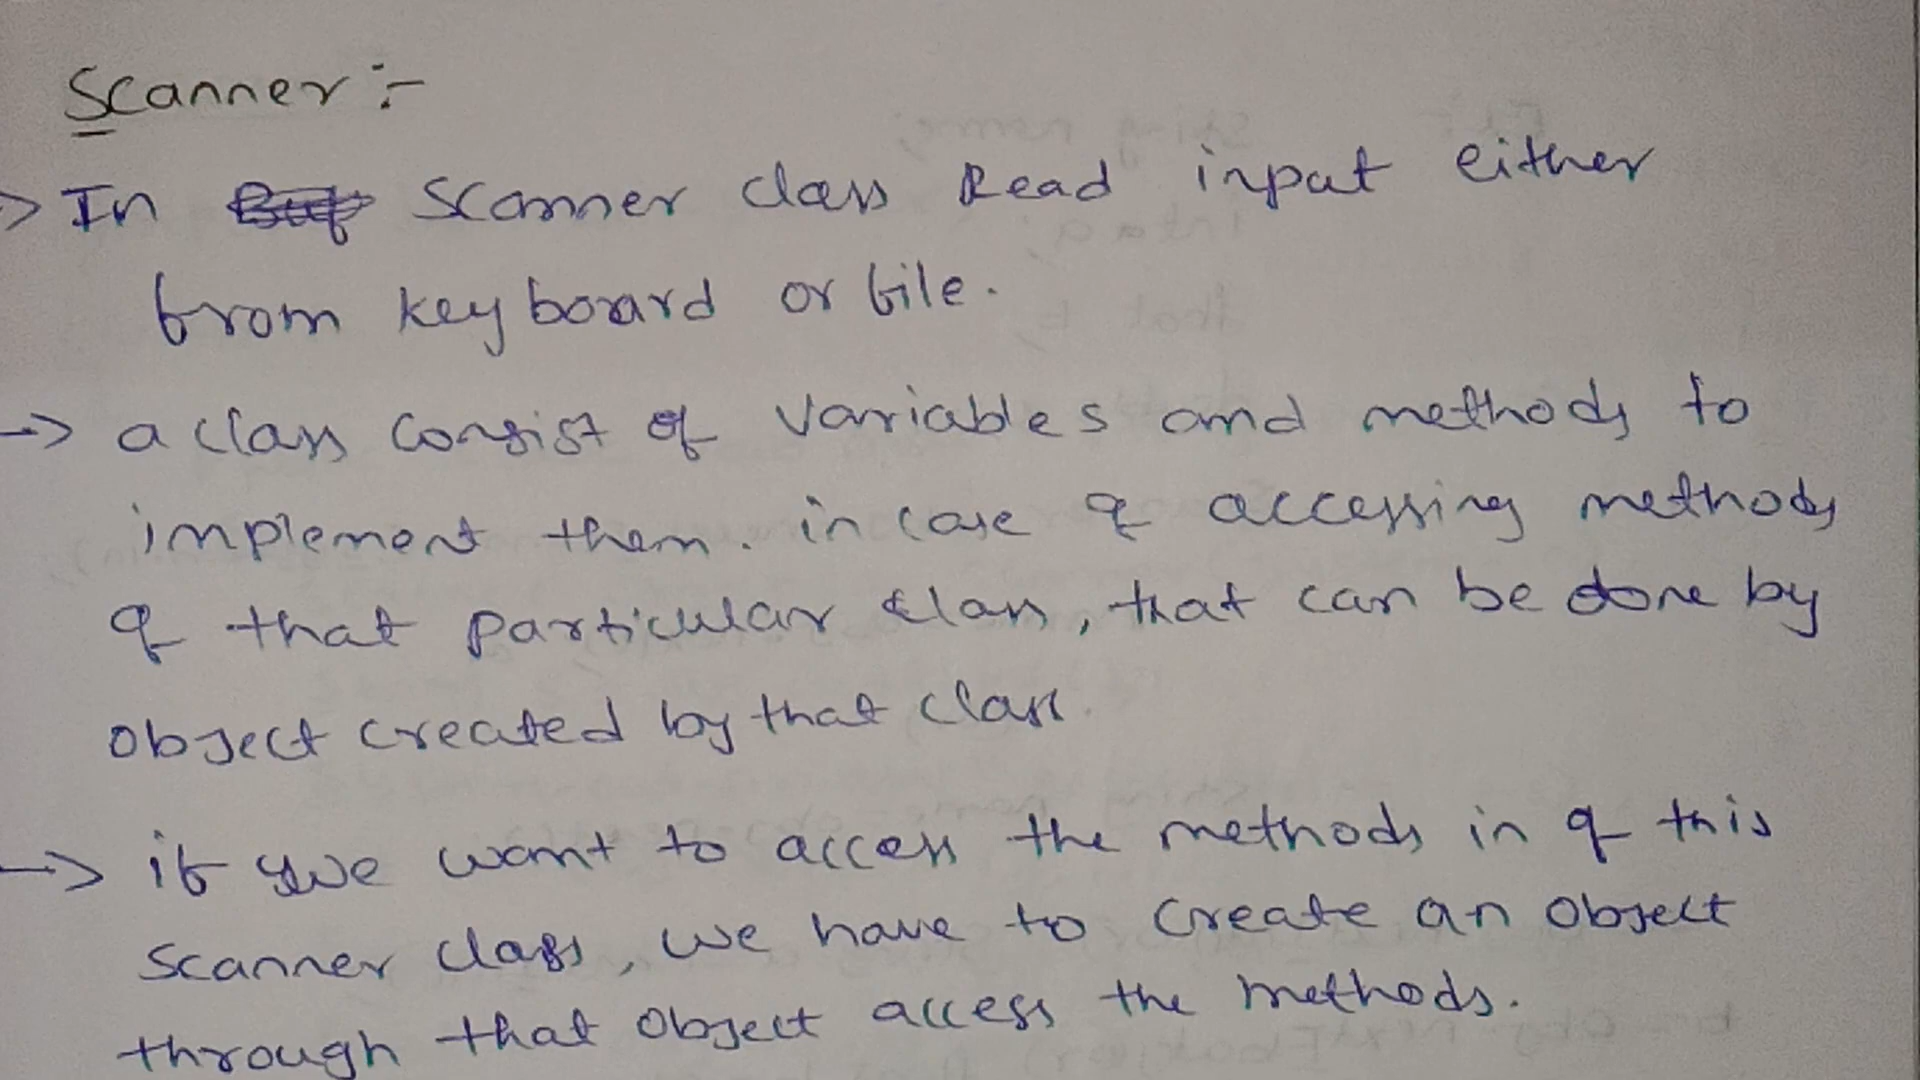 Scanner :-
> In Scanner class Read input either
from keyboard or file.
-> a class consist of variables and methods to
implement them. in case of accessing methods
of that particular class, that can be done by
object created by that class.
-> if we want to access the methods in of this
scanner class, we have to create an object
through that object access the methods.